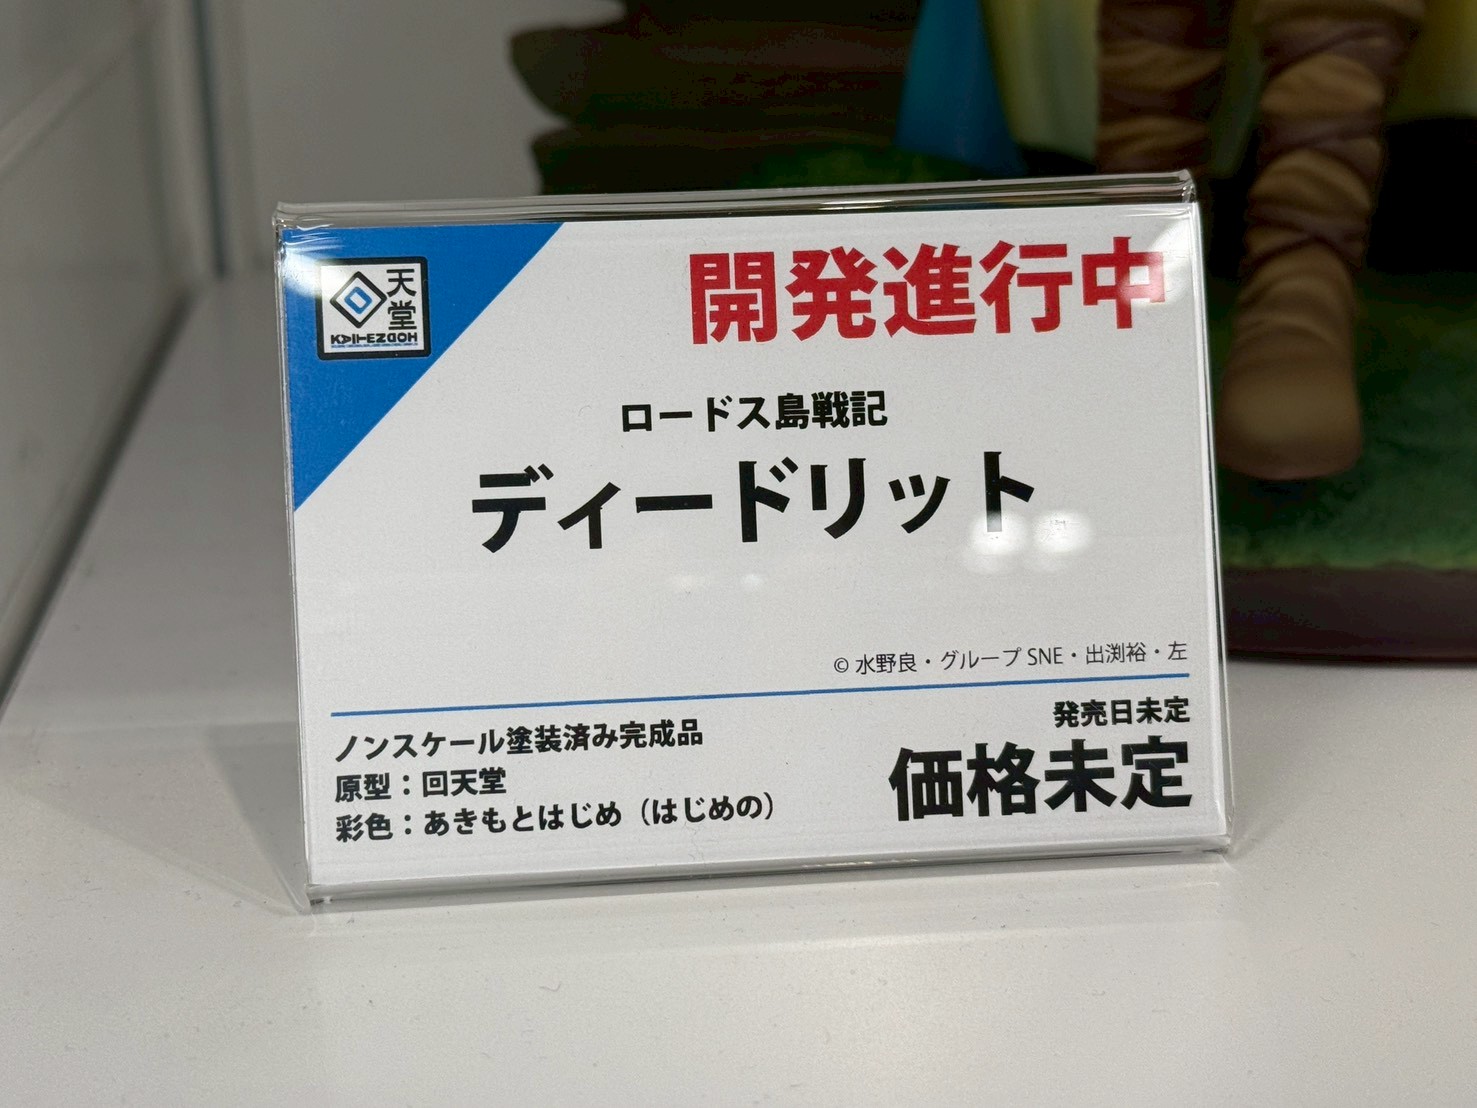 回天堂
KAITENDOH
開発進行中
ロードス島戦記
ディードリット
© 水野良・グループ SNE・出渕裕・左
ノンスケール塗装済み完成品
原型：回天堂
彩色：あきもとはじめ（はじめの）
発売日未定
価格未定